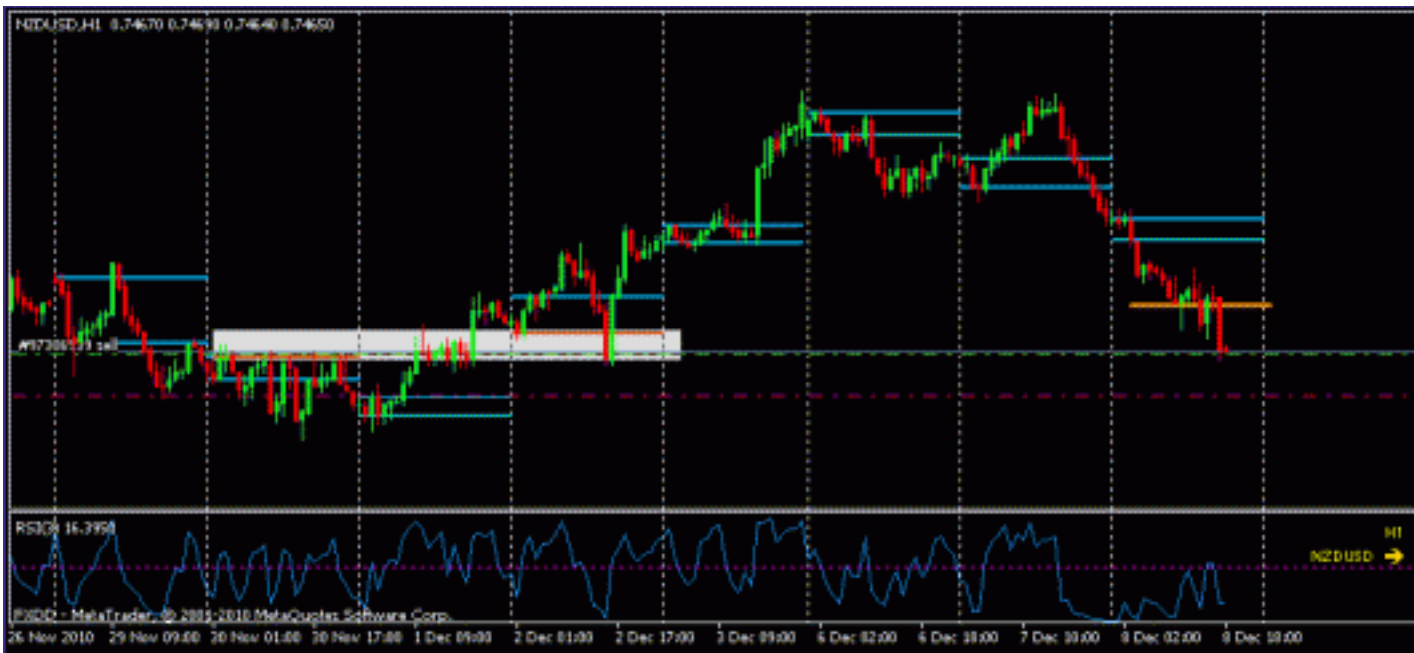 NZDUSD,H1 0.74670 0.74690 0.74640 0.74650
sell
16.3950
H1
NZDUSD
FXDD - MetaTrader, © 2001-2010 MetaQuotes Software Corp.
26 Nov 2010 29 Nov 09:00 30 Nov 01:00 30 Nov 17:00 1 Dec 09:00 2 Dec 01:00 2 Dec 17:00 3 Dec 09:00 6 Dec 02:00 6 Dec 18:00 7 Dec 10:00 8 Dec 02:00 8 Dec 18:00